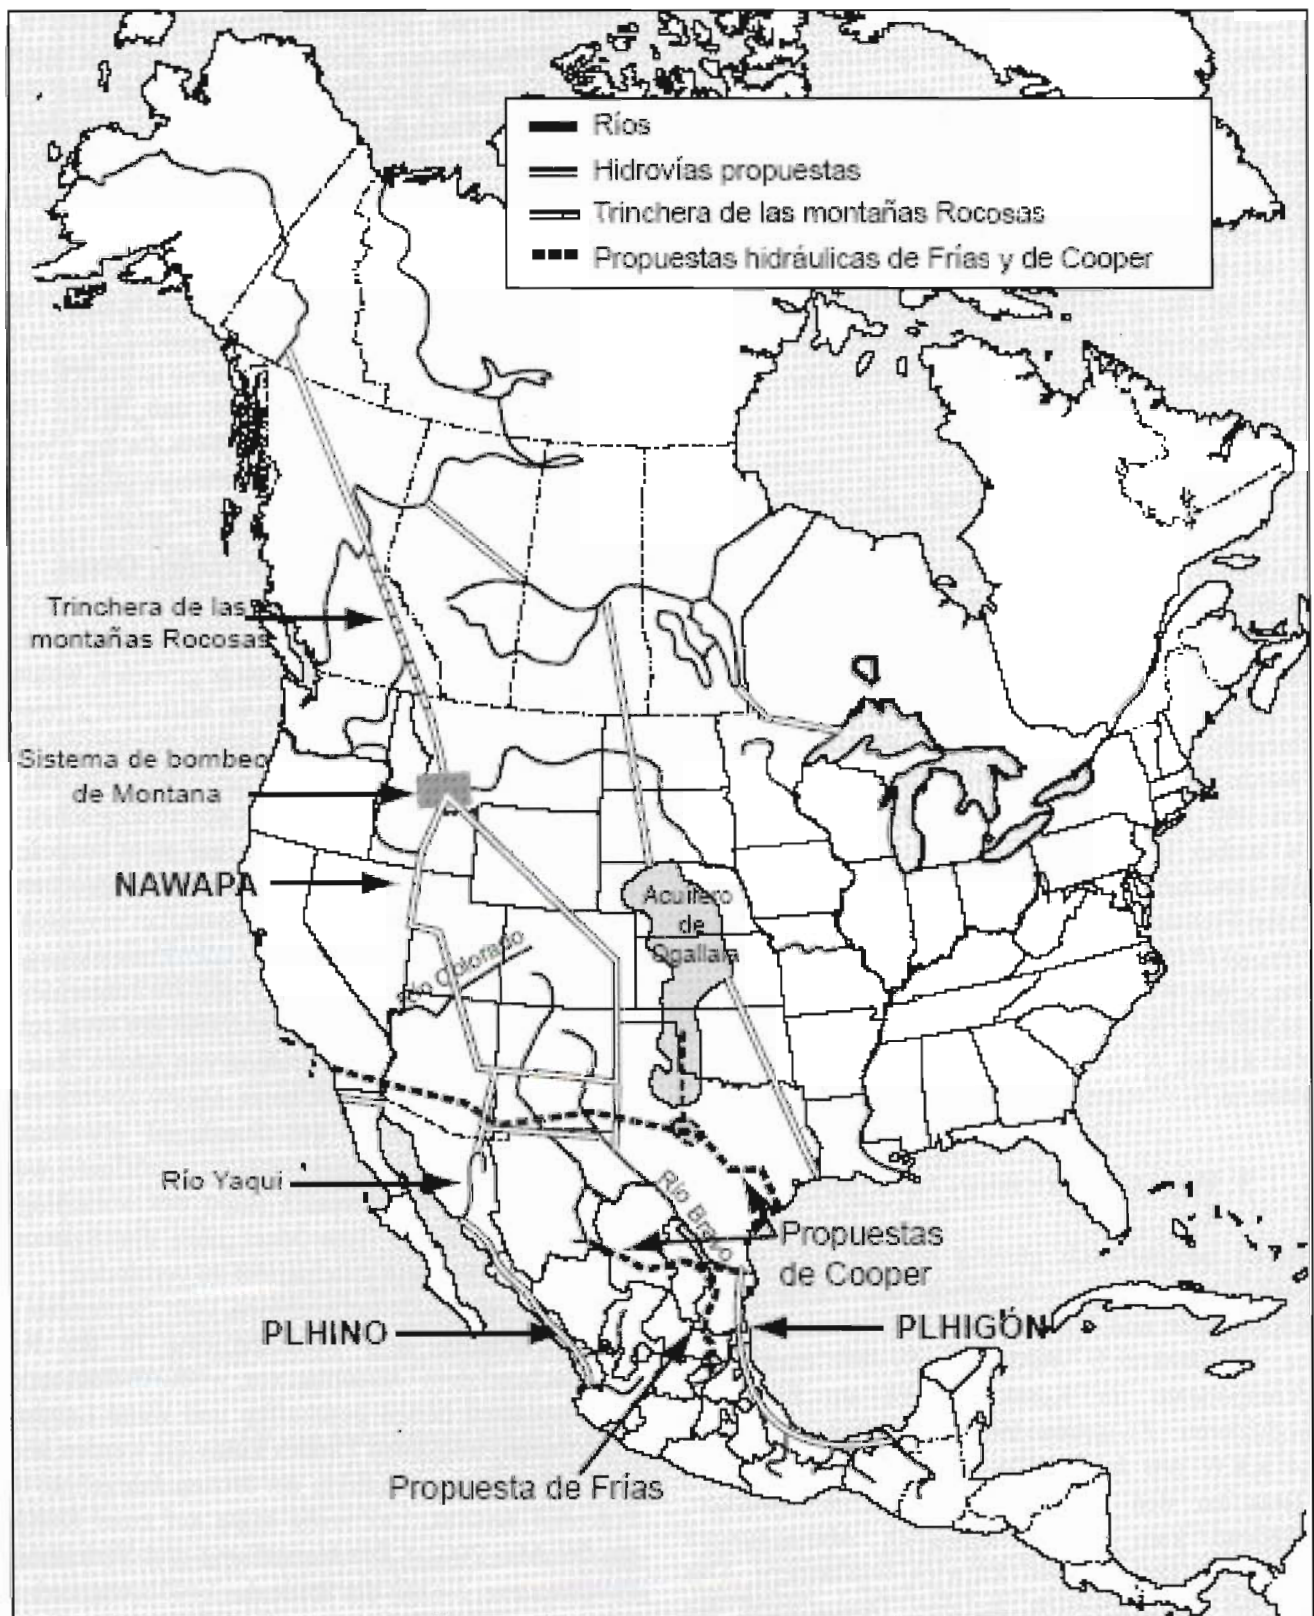 Ríos
Hidrovías propuestas
Trinchera de las montañas Rocosas
Propuestas hidráulicas de Frías y de Cooper
Trinchera de las
montañas Rocosas
Sistema de bombeo
de Montana
NAWAPA
Acuífero
de
Ogallala
Río Colorado
Río Yaqui
Río Bravo
Propuestas
de Cooper
PLHINO
PLHIGÓN
Propuesta de Frías